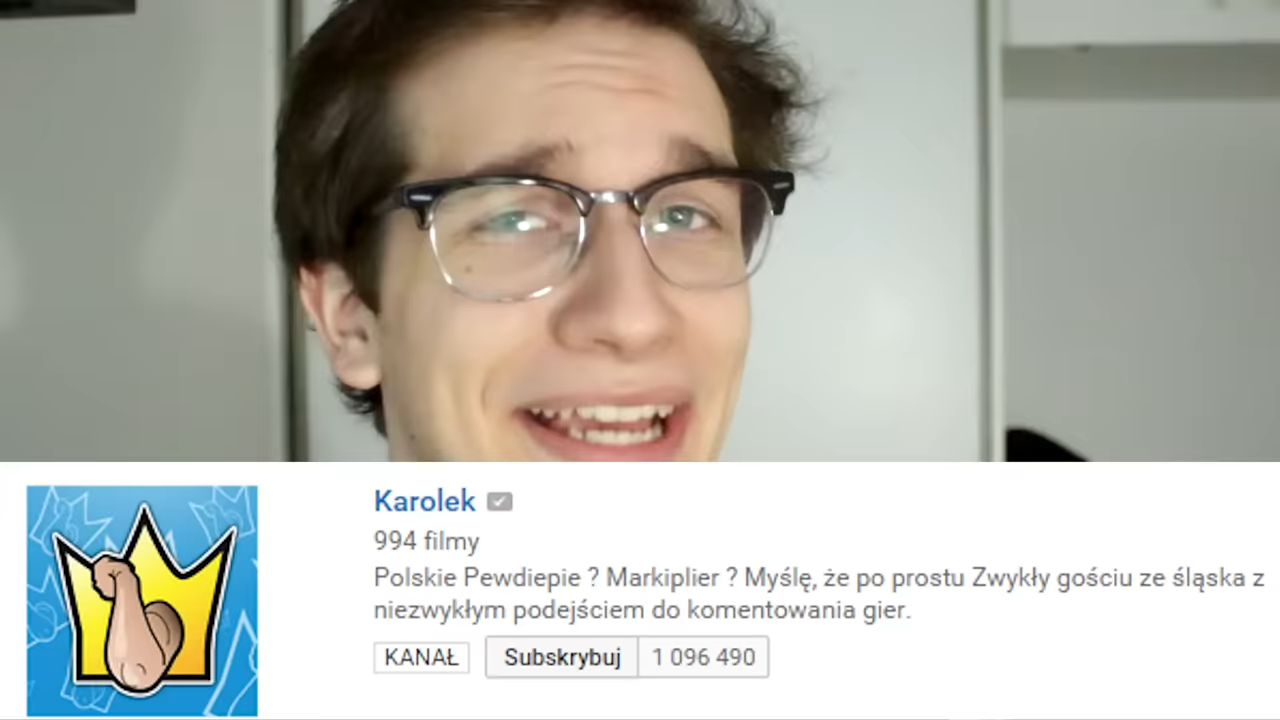 Karolek
994 filmy
Polskie Pewdiepie ? Markiplier ? Myślę, że po prostu Zwykły gościu ze śląska z
niezwykłym podejściem do komentowania gier.
KANAŁ Subskrybuj 1 096 490